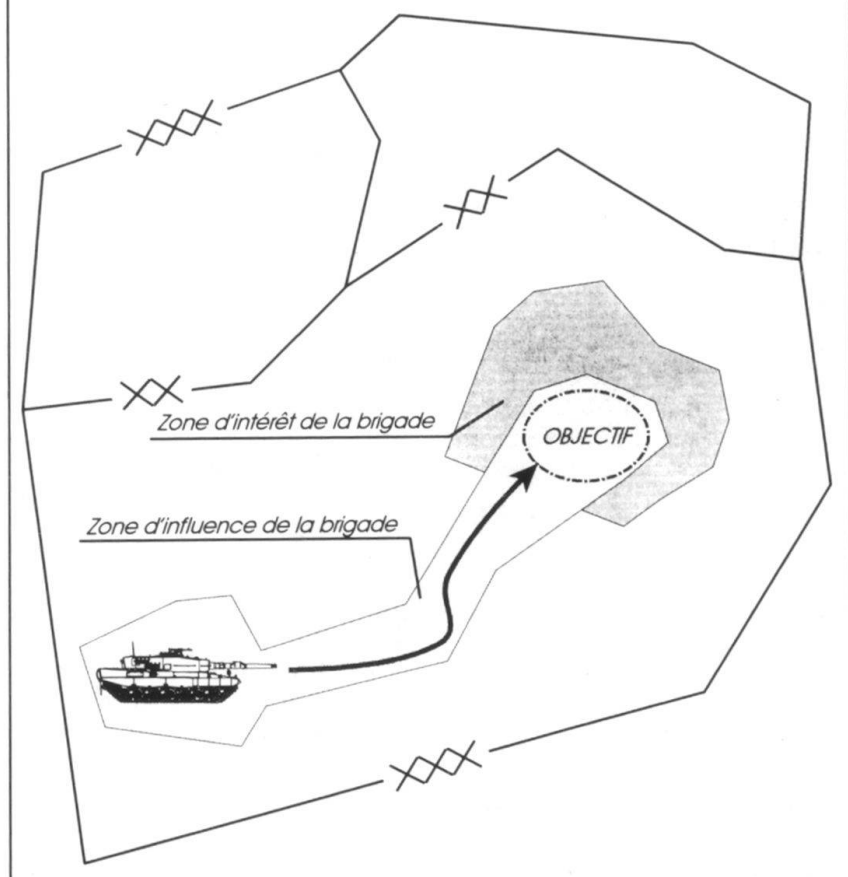 Zone d'intérêt de la brigade
OBJECTIF
Zone d'influence de la brigade